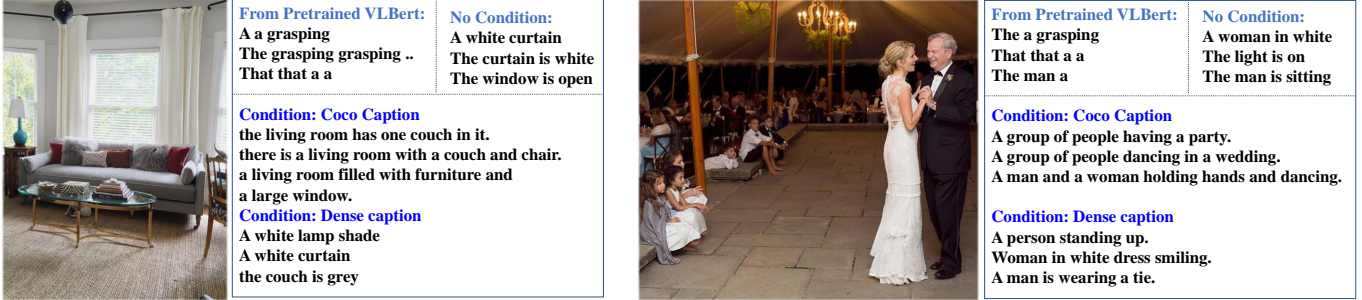 From Pretrained VLBert:
A a grasping
The grasping grasping ..
That that a a
No Condition:
A white curtain
The curtain is white
The window is open
Condition: Coco Caption
the living room has one couch in it.
there is a living room with a couch and chair.
a living room filled with furniture and
a large window.
Condition: Dense caption
A white lamp shade
A white curtain
the couch is grey
From Pretrained VLBert:
The a grasping
That that a a
The man a
No Condition:
A woman in white
The light is on
The man is sitting
Condition: Coco Caption
A group of people having a party.
A group of people dancing in a wedding.
A man and a woman holding hands and dancing.
Condition: Dense caption
A person standing up.
Woman in white dress smiling.
A man is wearing a tie.